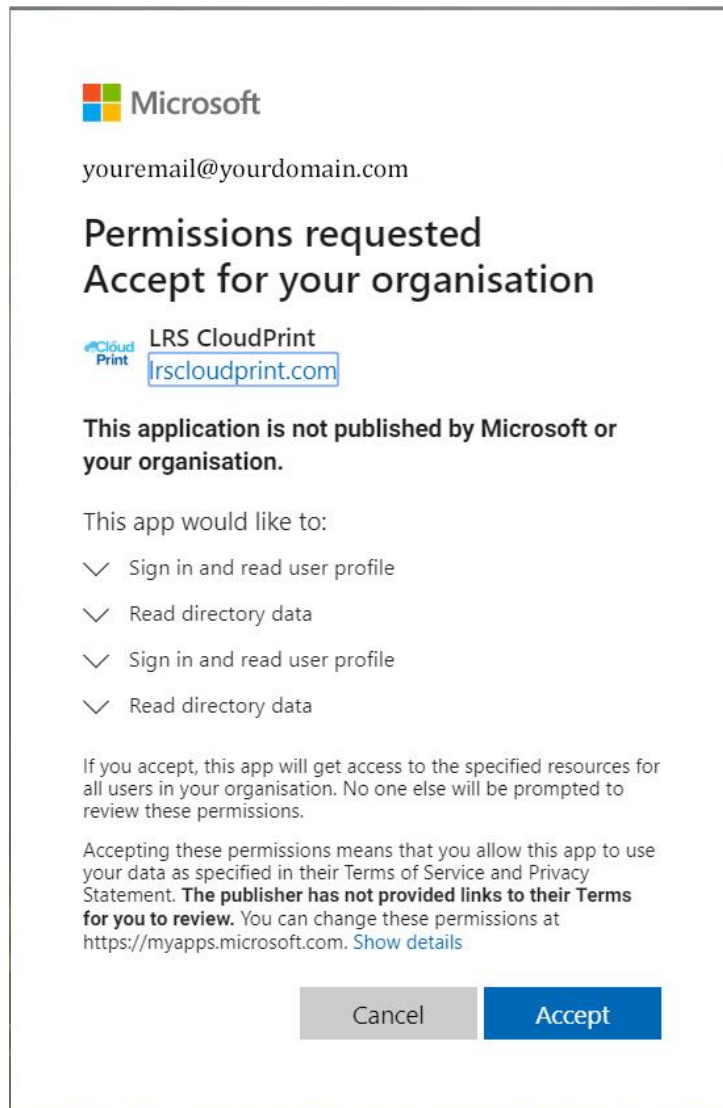 Microsoft
youremail@yourdomain.com
Permissions requested
Accept for your organisation
Cloud
Print
LRS CloudPrint
lrscloudprint.com
This application is not published by Microsoft or
your organisation.
This app would like to:
Sign in and read user profile
Read directory data
Sign in and read user profile
Read directory data
If you accept, this app will get access to the specified resources for
all users in your organisation. No one else will be prompted to
review these permissions.
Accepting these permissions means that you allow this app to use
your data as specified in their Terms of Service and Privacy
Statement. The publisher has not provided links to their Terms
for you to review. You can change these permissions at
https://myapps.microsoft.com. Show details
Cancel
Accept